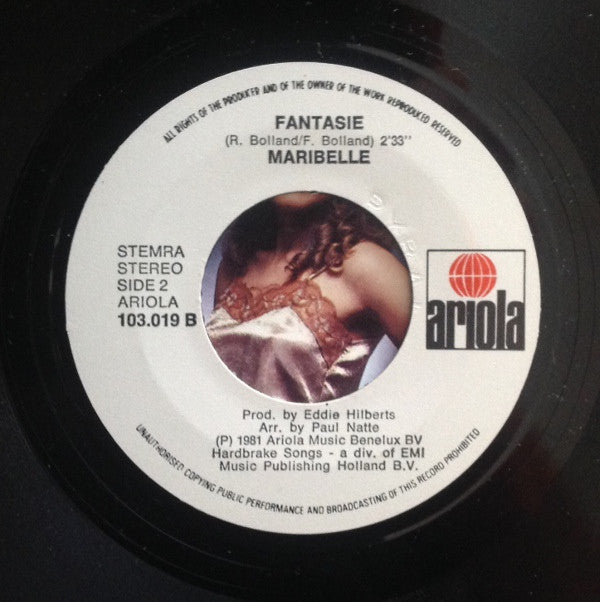 ALL RIGHTS OF THE PRODUCER AND OF THE OWNER OF THE WORK REPRODUCED RESERVED
FANTASIE
(R. Bolland/F. Bolland) 2'33"
MARIBELLE
STEMRA
STEREO
SIDE 2
ARIOLA
103.019 B
ariola
Prod. by Eddie Hilberts
Arr. by Paul Natte
(P) 1981 Ariola Music Benelux BV
Hardbrake Songs - a div. of EMI
Music Publishing Holland B.V.
UNAUTHORISED COPYING PUBLIC PERFORMANCE AND BROADCASTING OF THIS RECORD PROHIBITED